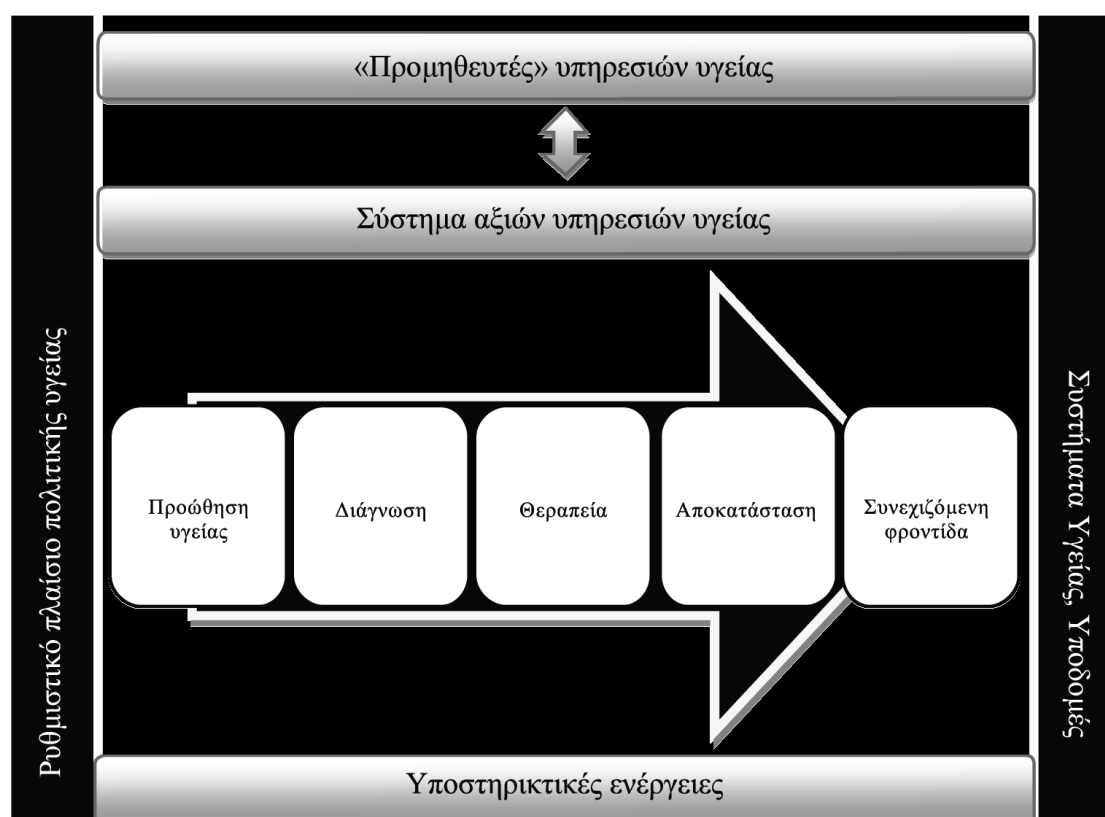 «Προμηθευτές» υπηρεσιών υγείας
Σύστημα αξιών υπηρεσιών υγείας
Ρυθμιστικό πλαίσιο πολιτικής υγείας
Προώθηση
υγείας
Διάγνωση
Θεραπεία
Αποκατάσταση
Συνεχιζόμενη
φροντίδα
Συστήματα Υγείας, Υποδομές
Υποστηρικτικές ενέργειες